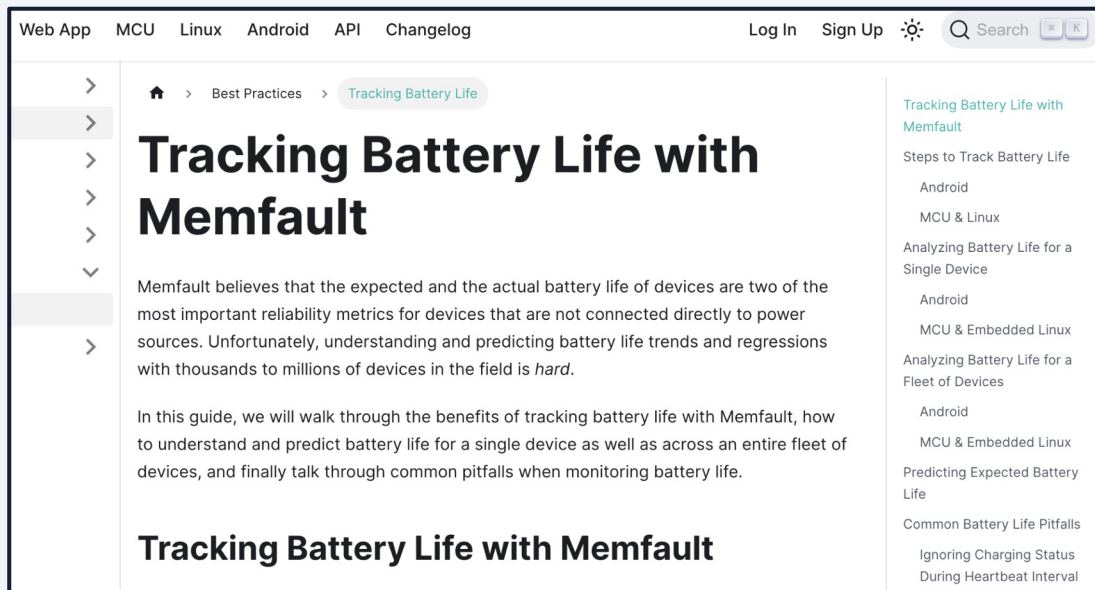 Web App MCU Linux Android API Changelog Log In Sign Up Search ⌘ K
Best Practices Tracking Battery Life
Tracking Battery Life with
Memfault
Memfault believes that the expected and the actual battery life of devices are two of the
most important reliability metrics for devices that are not connected directly to power
sources. Unfortunately, understanding and predicting battery life trends and regressions
with thousands to millions of devices in the field is hard.
In this guide, we will walk through the benefits of tracking battery life with Memfault, how
to understand and predict battery life for a single device as well as across an entire fleet of
devices, and finally talk through common pitfalls when monitoring battery life.
Tracking Battery Life with Memfault
Tracking Battery Life with
Memfault
Steps to Track Battery Life
Android
MCU & Linux
Analyzing Battery Life for a
Single Device
Android
MCU & Embedded Linux
Analyzing Battery Life for a
Fleet of Devices
Android
MCU & Embedded Linux
Predicting Expected Battery
Life
Common Battery Life Pitfalls
Ignoring Charging Status
During Heartbeat Interval